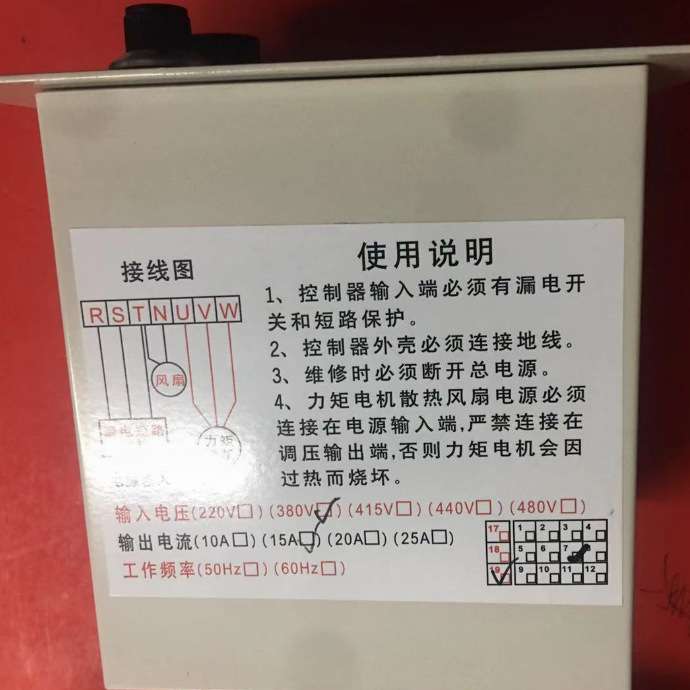 接线图
R S T N U V W
风扇
漏电短路
力矩
使用说明
1、控制器输入端必须有漏电开
关和短路保护。
2、控制器外壳必须连接地线。
3、维修时必须断开总电源。
4、力矩电机散热风扇电源必须
连接在电源输入端,严禁连接在
调压输出端,否则力矩电机会因
过热而烧坏。
输入电压(220V□)(380V☑)(415V□)(440V□)(480V□)
输出电流(10A□)(15A☑)(20A□)(25A□)
工作频率(50Hz□)(60Hz□)
17 1 2 3 4
18 5 6 7
19 9 10 11 12